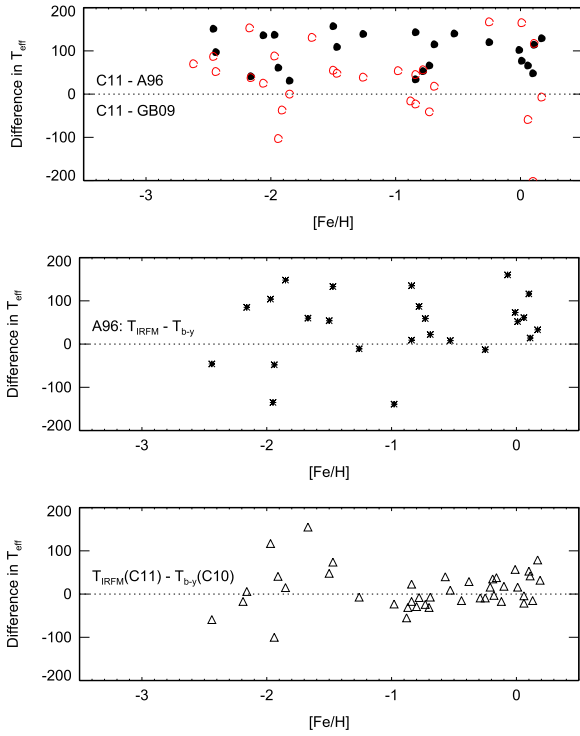 200
100
0
-100
-200
Difference in Teff
C11 - A96
C11 - GB09
-3
-2
-1
0
[Fe/H]
200
100
0
-100
-200
Difference in Teff
A96: TIRFM - Tb-y
-3
-2
-1
0
[Fe/H]
200
100
0
-100
-200
Difference in Teff
TIRFM(C11) - Tb-y(C10)
-3
-2
-1
0
[Fe/H]